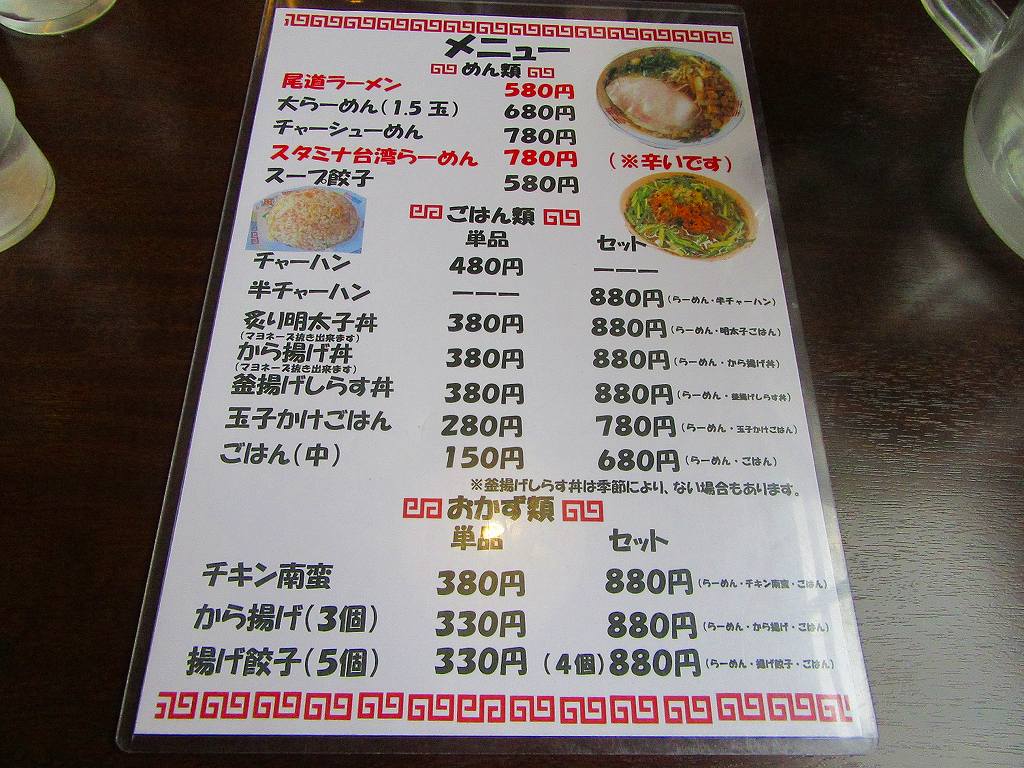 メニュー
めん類
尾道ラーメン 580円
大らーめん(1.5玉) 680円
チャーシューめん 780円
スタミナ台湾らーめん 780円 (※辛いです)
スープ餃子 580円
ごはん類
単品 セット
チャーハン 480円 ーーー
半チャーハン ーーー 880円(らーめん・半チャーハン)
炙り明太子丼 380円 880円(らーめん・明太子ごはん)
(マヨネーズ抜き出来ます)
から揚げ丼 380円 880円(らーめん・から揚げ丼)
(マヨネーズ抜き出来ます)
釜揚げしらす丼 380円 880円(らーめん・釜揚げしらす丼)
玉子かけごはん 280円 780円(らーめん・玉子かけごはん)
ごはん(中) 150円 680円(らーめん・ごはん)
※釜揚げしらす丼は季節により、ない場合もあります。
おかず類
単品 セット
チキン南蛮 380円 880円(らーめん・チキン南蛮・ごはん)
から揚げ(3個) 330円 880円(らーめん・から揚げ・ごはん)
揚げ餃子(5個) 330円 (4個)880円(らーめん・揚げ餃子・ごはん)